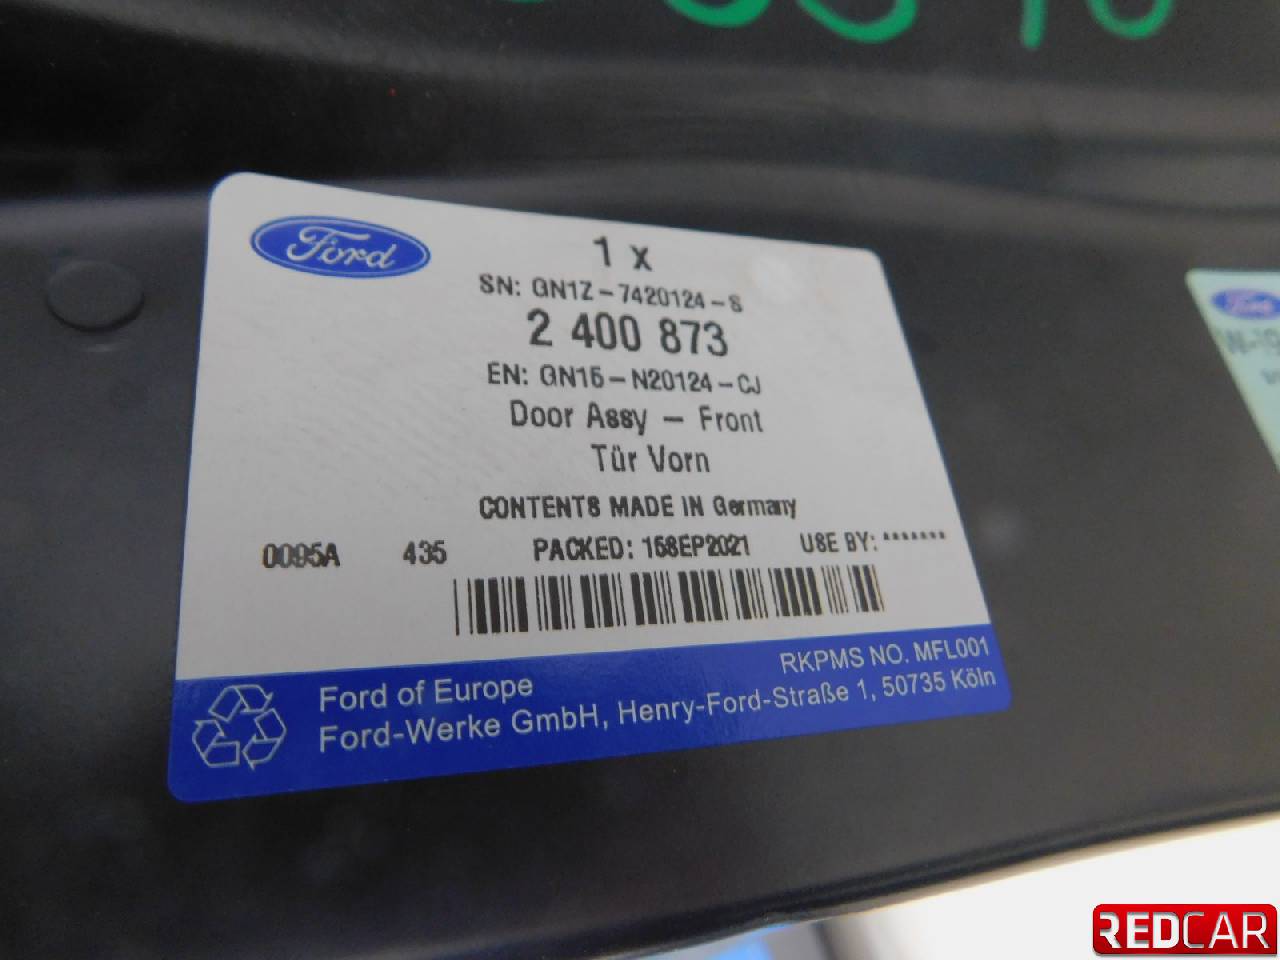 Ford
1 x
SN: GN1Z-7420124-S
2 400 873
EN: GN15-N20124-CJ
Door Assy - Front
Tür Vorn
CONTENTS MADE IN Germany
0095A 435 PACKED: 16SEP2021 USE BY: *******
RKPMS NO. MFL001
Ford of Europe
Ford-Werke GmbH, Henry-Ford-Straße 1, 50735 Köln
Ford
REDCAR